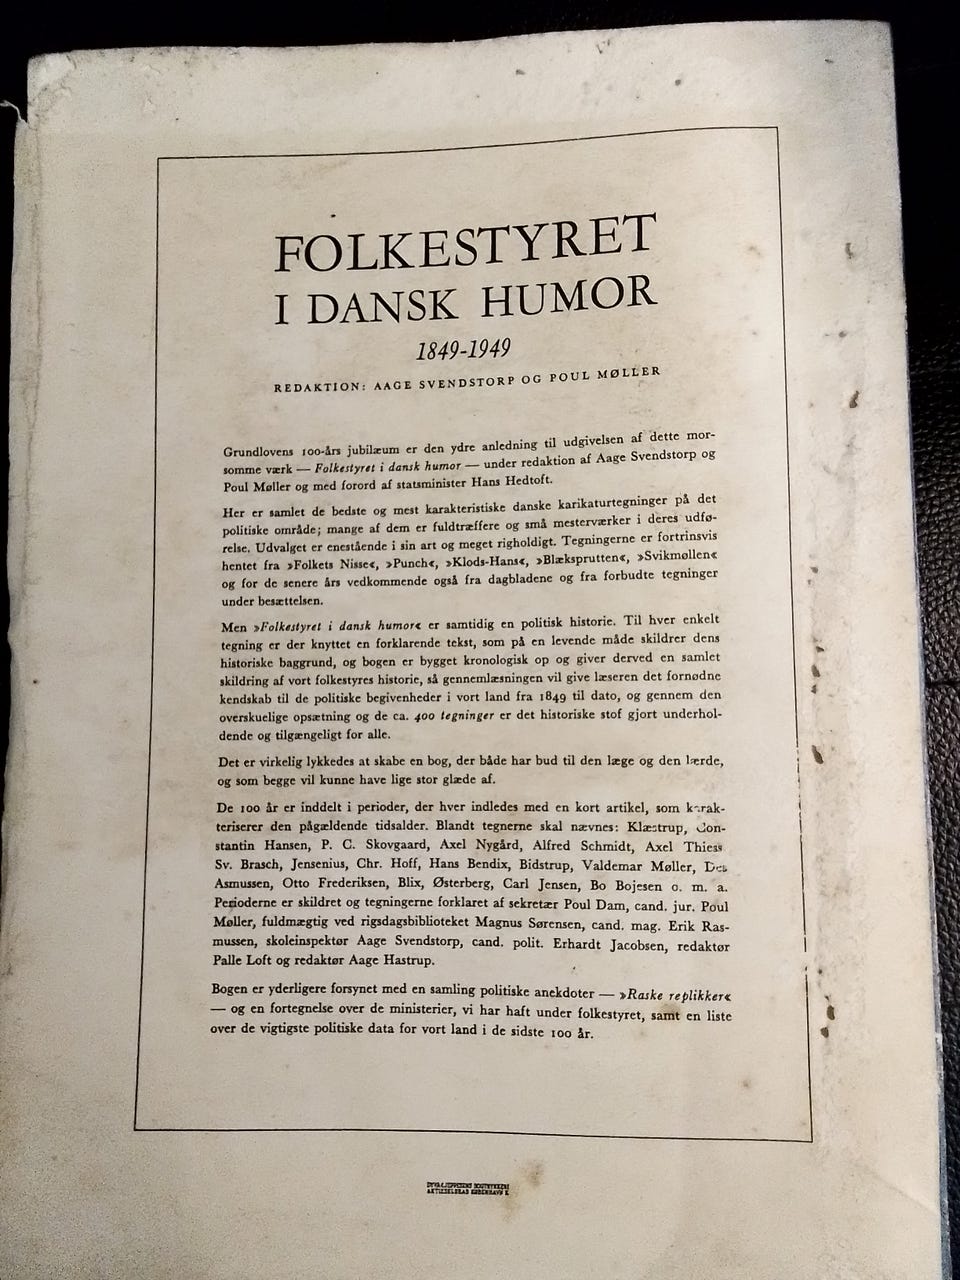 FOLKESTYRET
I DANSK HUMOR
1849-1949
REDAKTION: AAGE SVENDSTORP OG POUL MØLLER
Grundlovens 100-års jubilæum er den ydre anledning til udgivelsen af dette mor-
somme værk — Folkestyret i dansk humor — under redaktion af Aage Svendstorp og
Poul Møller og med forord af statsminister Hans Hedtoft.
Her er samlet de bedste og mest karakteristiske danske karikaturtegninger på det
politiske område; mange af dem er fuldtræffere og små mesterværker i deres udfø-
relse. Udvalget er enestående i sin art og meget righoldigt. Tegningerne er fortrinsvis
hentet fra »Folkets Nisse«, »Punch«, »Klods-Hans«, »Blæksprutten«, »Svikmøllen«
og for de senere års vedkommende også fra dagbladene og fra forbudte tegninger
under besættelsen.
Men »Folkestyret i dansk humor« er samtidig en politisk historie. Til hver enkelt
tegning er der knyttet en forklarende tekst, som på en levende måde skildrer dens
historiske baggrund, og bogen er bygget kronologisk op og giver derved en samlet
skildring af vort folkestyres historie, så gennemlæsningen vil give læseren det fornødne
kendskab til de politiske begivenheder i vort land fra 1849 til dato, og gennem den
overskuelige opsætning og de ca. 400 tegninger er det historiske stof gjort underhol-
dende og tilgængeligt for alle.
Det er virkelig lykkedes at skabe en bog, der både har bud til den læge og den lærde,
og som begge vil kunne have lige stor glæde af.
De 100 år er inddelt i perioder, der hver indledes med en kort artikel, som karak-
teriserer den pågældende tidsalder. Blandt tegnerne skal nævnes: Klæstrup, Con-
stantin Hansen, P. C. Skovgaard, Axel Nygård, Alfred Schmidt, Axel Thiess
Sv. Brasch, Jensenius, Chr. Hoff, Hans Bendix, Bidstrup, Valdemar Møller, Des
Asmussen, Otto Frederiksen, Blix, Østerberg, Carl Jensen, Bo Bojesen o. m. a.
Perioderne er skildret og tegningerne forklaret af sekretær Poul Dam, cand. jur. Poul
Møller, fuldmægtig ved rigsdagsbiblioteket Magnus Sørensen, cand. mag. Erik Ras-
mussen, skoleinspektør Aage Svendstorp, cand. polit. Erhardt Jacobsen, redaktør
Palle Loft og redaktør Aage Hastrup.
Bogen er yderligere forsynet med en samling politiske anekdoter — »Raske replikker«
— og en fortegnelse over de ministerier, vi har haft under folkestyret, samt en liste
over de vigtigste politiske data for vort land i de sidste 100 år.
AKTIESELSKAB KØBENHAVN K